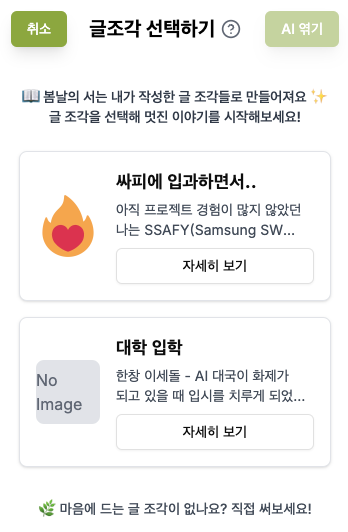 취소
글조각 선택하기 ?
AI 엮기
📖 봄날의 서는 내가 작성한 글 조각들로 만들어져요 ✨
글 조각을 선택해 멋진 이야기를 시작해보세요!
싸피에 입과하면서..
아직 프로젝트 경험이 많지 않았던
나는 SSAFY(Samsung SW...
자세히 보기
No
Image
대학 입학
한창 이세돌 - AI 대국이 화제가
되고 있을 때 입시를 치루게 되었...
자세히 보기
🌿 마음에 드는 글 조각이 없나요? 직접 써보세요!